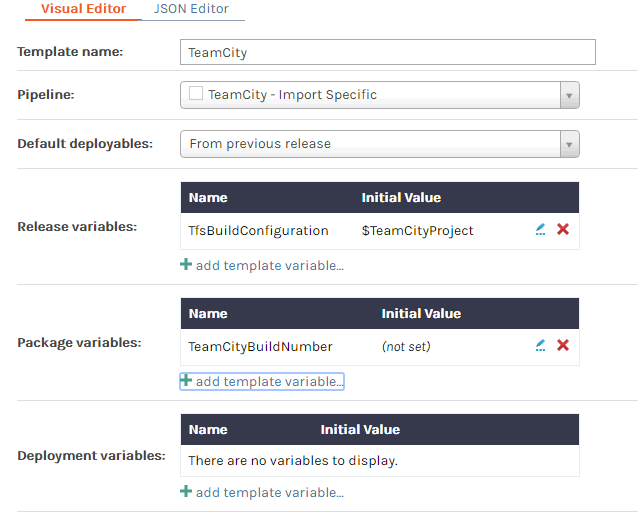 Visual Editor JSON Editor
Template name: TeamCity
Pipeline: TeamCity - Import Specific
Default deployables: From previous release
Name Initial Value
Release variables: TfsBuildConfiguration $TeamCityProject
add template variable...
Name Initial Value
Package variables: TeamCityBuildNumber (not set)
add template variable...
Name Initial Value
Deployment variables: There are no variables to display.
add template variable...